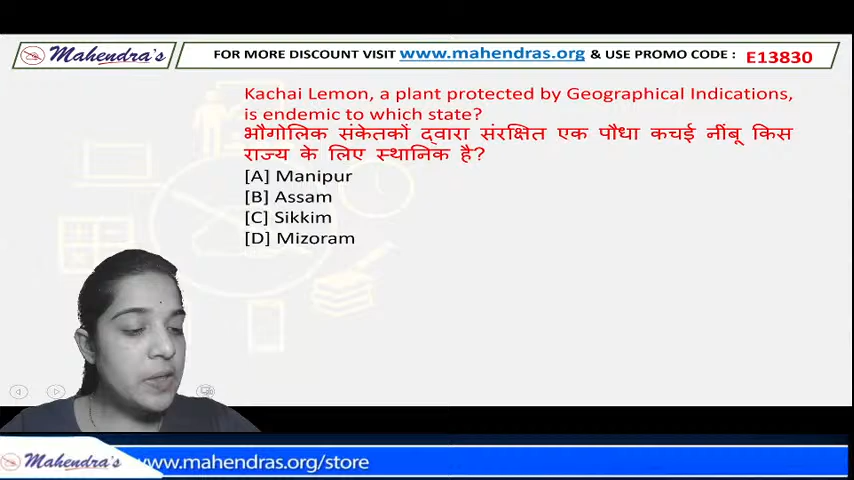 Mahendra's
FOR MORE DISCOUNT VISIT www.mahendras.org & USE PROMO CODE : E13830
Kachai Lemon, a plant protected by Geographical Indications,
is endemic to which state?
भौगोलिक संकेतकों द्वारा संरक्षित एक पौधा कचई नींबू किस
राज्य के लिए स्थानिक है?
[A] Manipur
[B] Assam
[C] Sikkim
[D] Mizoram
Mahendra's www.mahendras.org/store